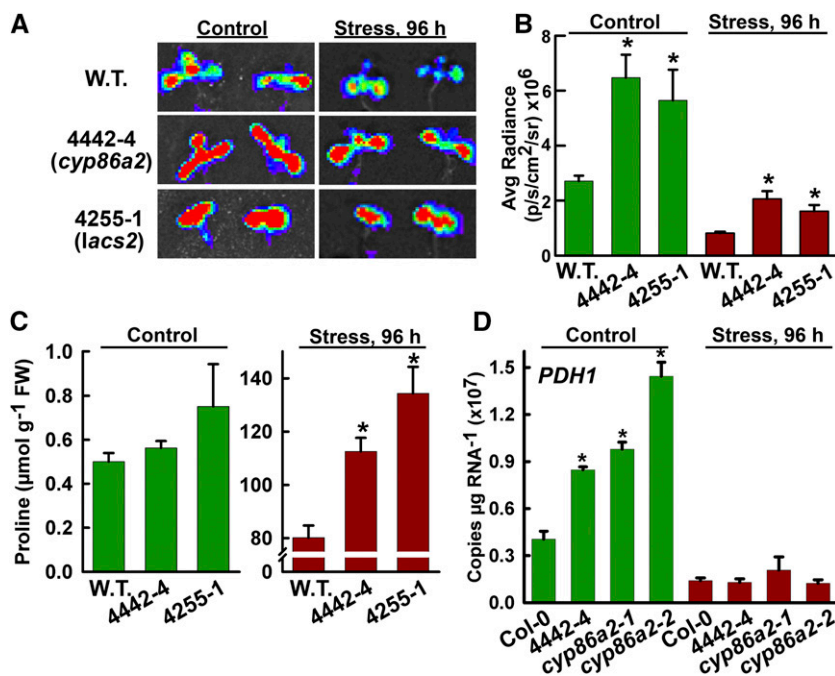 A
Control
Stress, 96 h
W.T.
4442-4
(cyp86a2)
4255-1
(lacs2)
B
Control
Stress, 96 h
Avg Radiance
(p/s/cm²/sr) x10⁶
8
6
4
2
0
*
*
*
*
W.T.
4442-4
4255-1
W.T.
4442-4
4255-1
C
Control
Stress, 96 h
Proline (µmol g⁻¹ FW)
1.0
0.8
0.6
0.4
0.2
0.0
140
120
100
80
0
*
*
W.T.
4442-4
4255-1
W.T.
4442-4
4255-1
D
Control
Stress, 96 h
PDH1
Copies µg RNA⁻¹ (x10⁷)
1.5
1.2
0.9
0.6
0.3
0.0
*
*
*
Col-0
4442-4
cyp86a2-1
cyp86a2-2
Col-0
4442-4
cyp86a2-1
cyp86a2-2